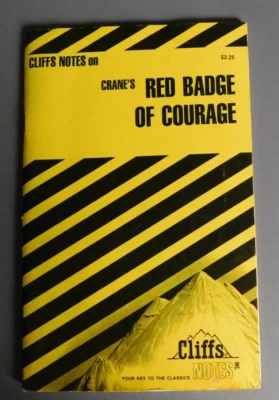 CLIFFS NOTES on
$3.25
CRANE'S RED BADGE
OF COURAGE
Cliffs
NOTES
YOUR KEY TO THE CLASSICS